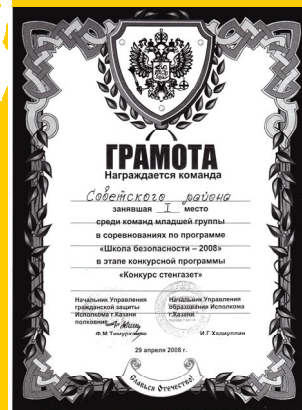 ГРАМОТА
Награждается команда
Советского района
занявшая I место
среди команд младшей группы
в соревнованиях по программе
«Школа безопасности – 2008»
в этапе конкурсной программы
«Конкурс стенгазет»
Начальник Управления
гражданской защиты
Исполкома г.Казани
полковник
Ф.М.Тимурханов
Начальник Управления
образования Исполкома
г.Казани
И.Г.Хадиуллин
29 апреля 2008 г.
Славься Отечество!